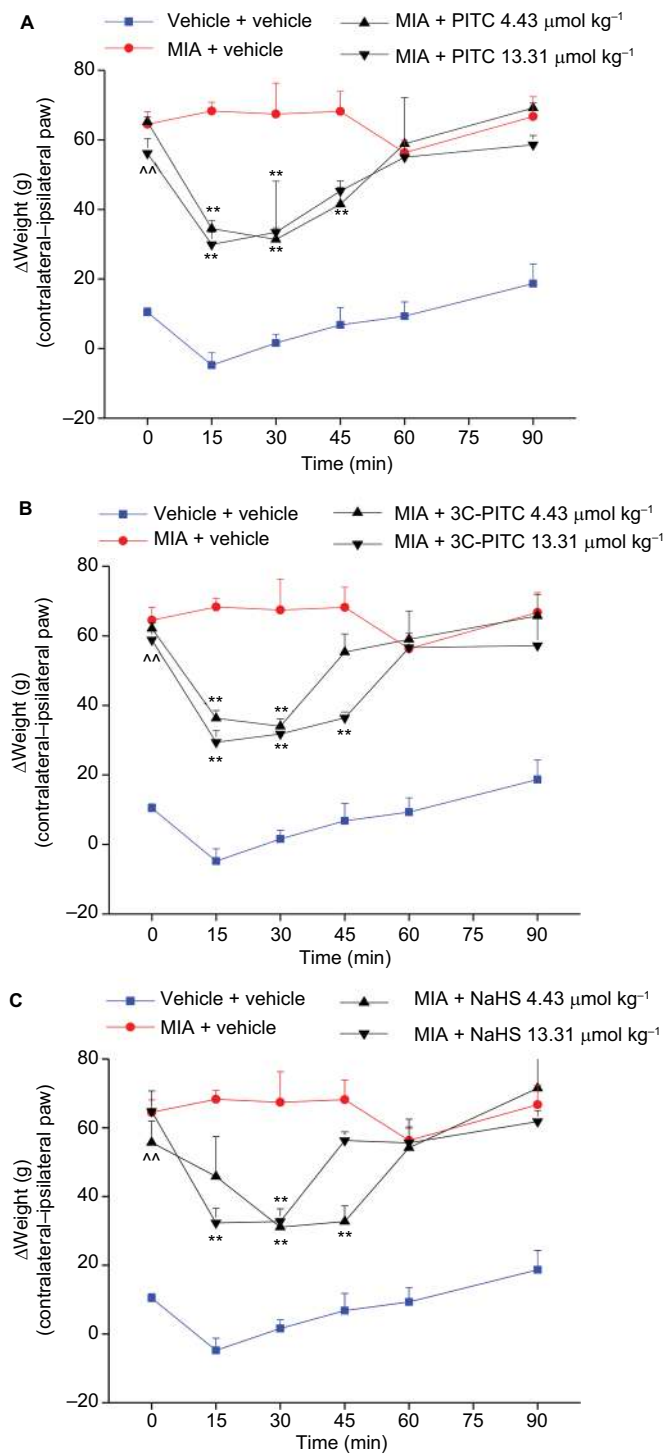 A
Vehicle + vehicle
MIA + vehicle
MIA + PITC 4.43 μmol kg⁻¹
MIA + PITC 13.31 μmol kg⁻¹
ΔWeight (g)
(contralateral–ipsilateral paw)
80
60
40
20
0
–20
^^
**
**
**
**
**
0 15 30 45 60 75 90
Time (min)
B
Vehicle + vehicle
MIA + vehicle
MIA + 3C-PITC 4.43 μmol kg⁻¹
MIA + 3C-PITC 13.31 μmol kg⁻¹
ΔWeight (g)
(contralateral–ipsilateral paw)
80
60
40
20
0
–20
^^
**
**
**
**
**
0 15 30 45 60 75 90
Time (min)
C
Vehicle + vehicle
MIA + vehicle
MIA + NaHS 4.43 μmol kg⁻¹
MIA + NaHS 13.31 μmol kg⁻¹
ΔWeight (g)
(contralateral–ipsilateral paw)
80
60
40
20
0
–20
^^
**
**
**
**
0 15 30 45 60 75 90
Time (min)